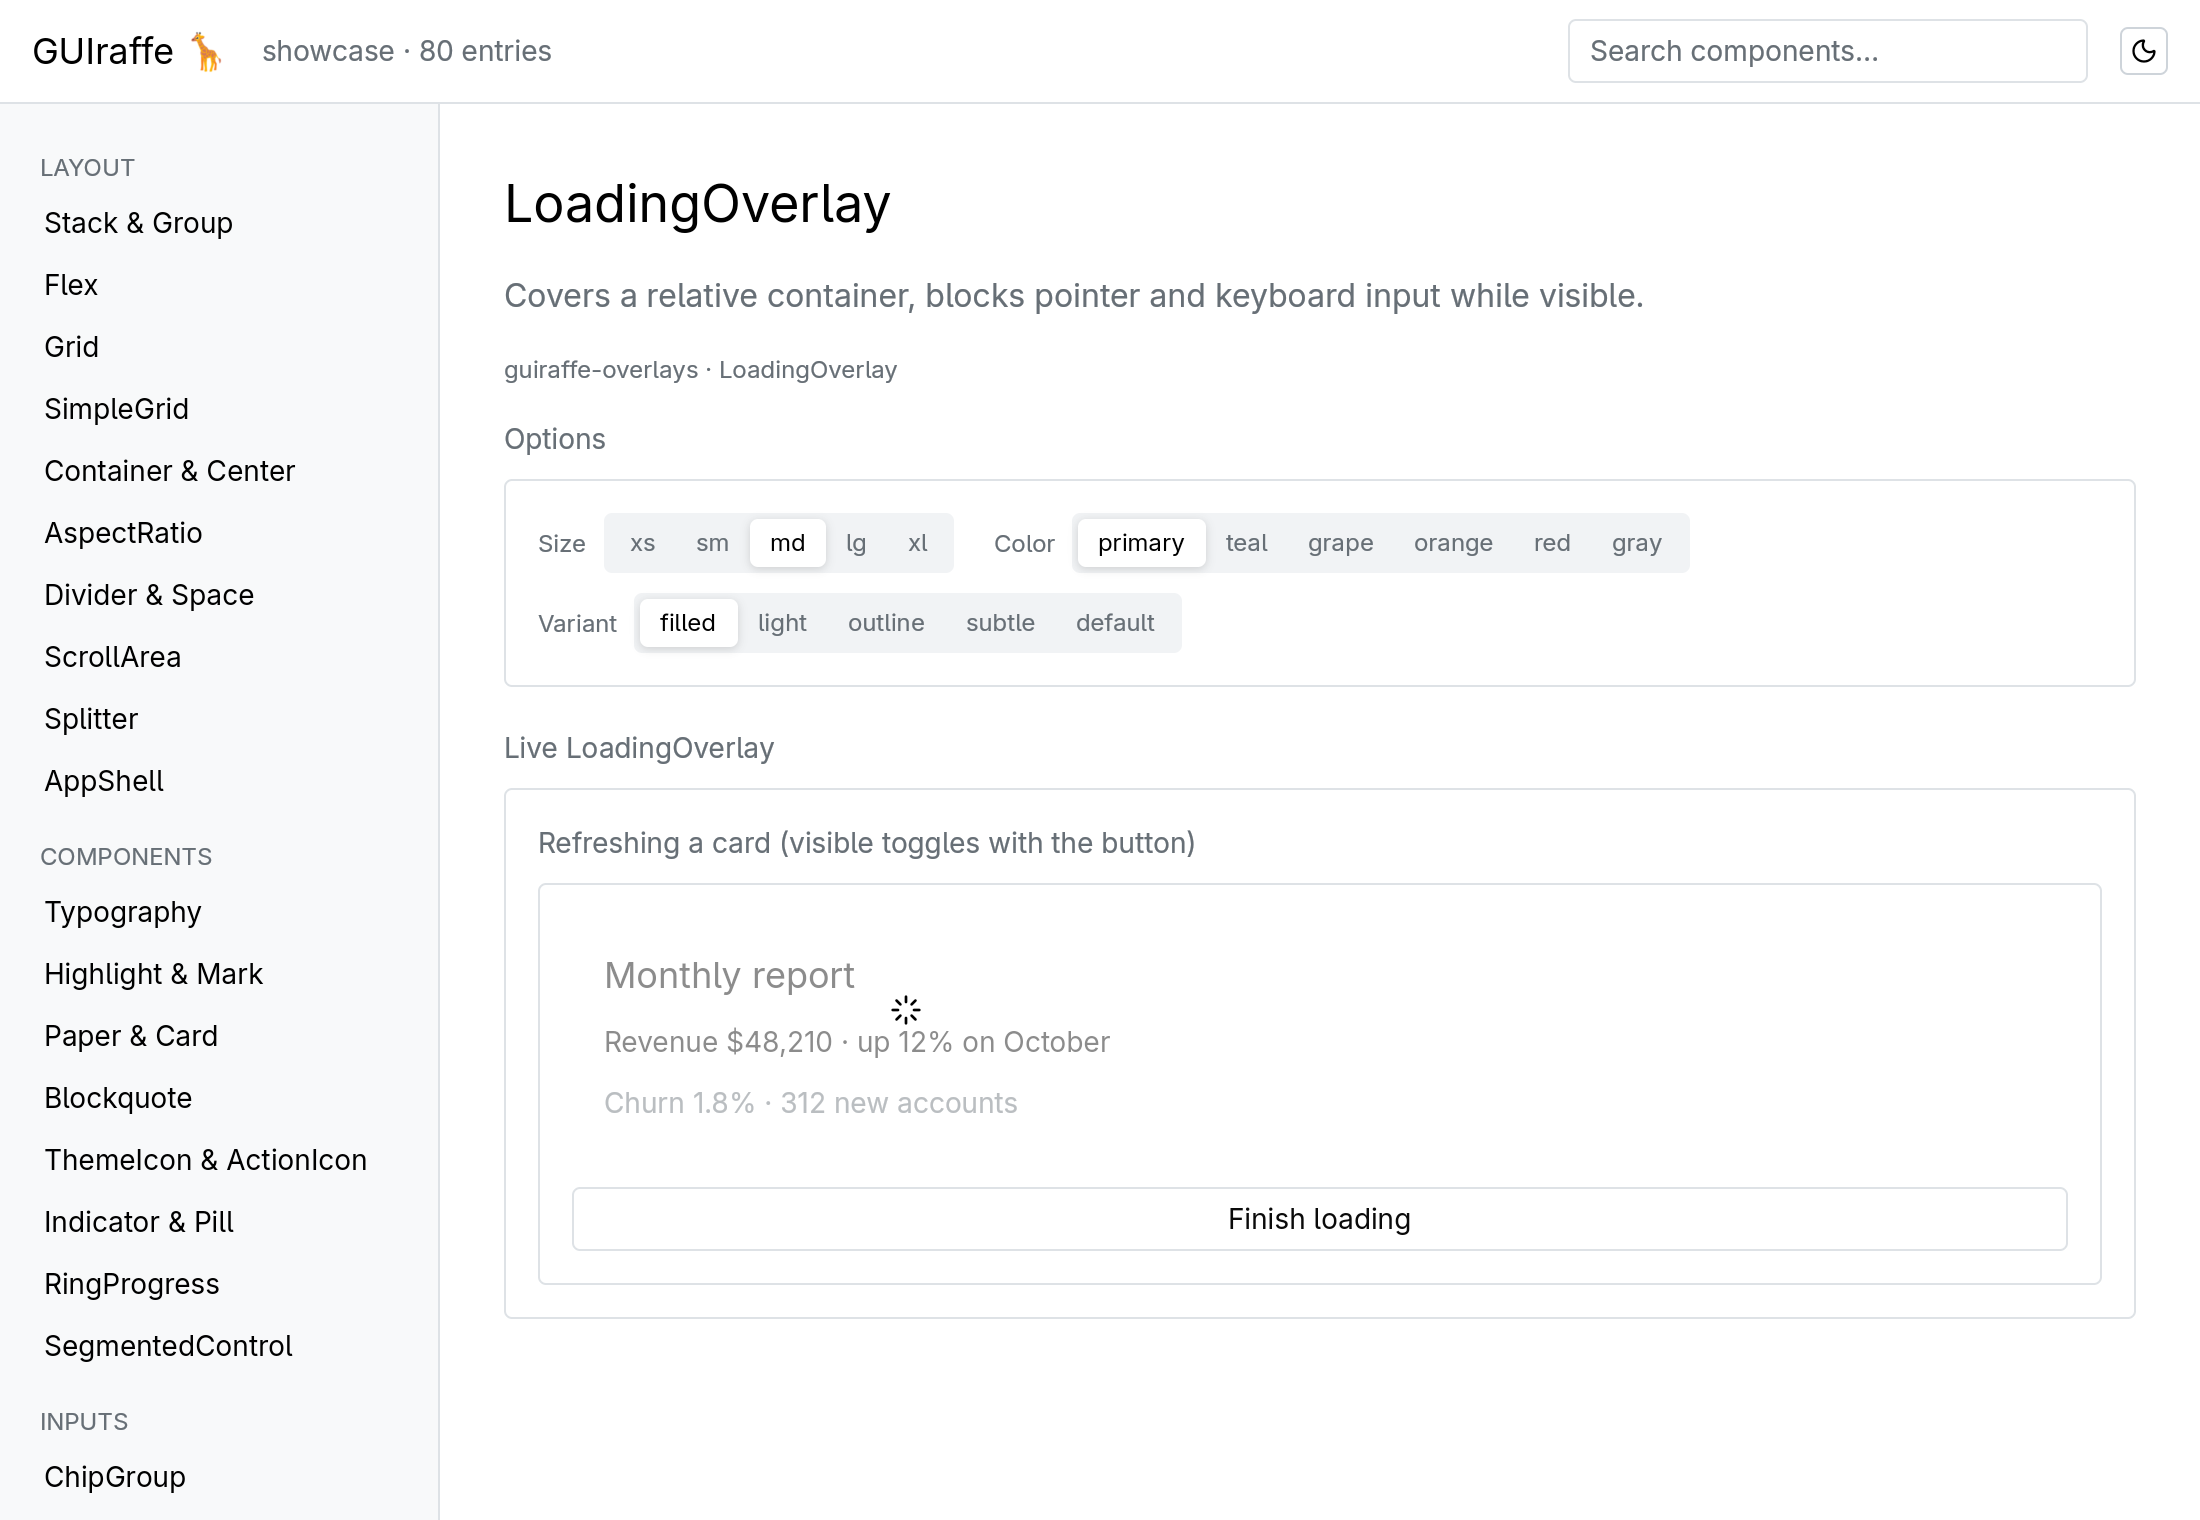 GUIraffe 🦒 showcase · 80 entries Search components...
LAYOUT
Stack & Group
Flex
Grid
SimpleGrid
Container & Center
AspectRatio
Divider & Space
ScrollArea
Splitter
AppShell
COMPONENTS
Typography
Highlight & Mark
Paper & Card
Blockquote
ThemeIcon & ActionIcon
Indicator & Pill
RingProgress
SegmentedControl
INPUTS
ChipGroup
LoadingOverlay
Covers a relative container, blocks pointer and keyboard input while visible.
guiraffe-overlays · LoadingOverlay
Options
Size xs sm md lg xl Color primary teal grape orange red gray
Variant filled light outline subtle default
Live LoadingOverlay
Refreshing a card (visible toggles with the button)
Monthly report
Revenue $48,210 · up 12% on October
Churn 1.8% · 312 new accounts
Finish loading